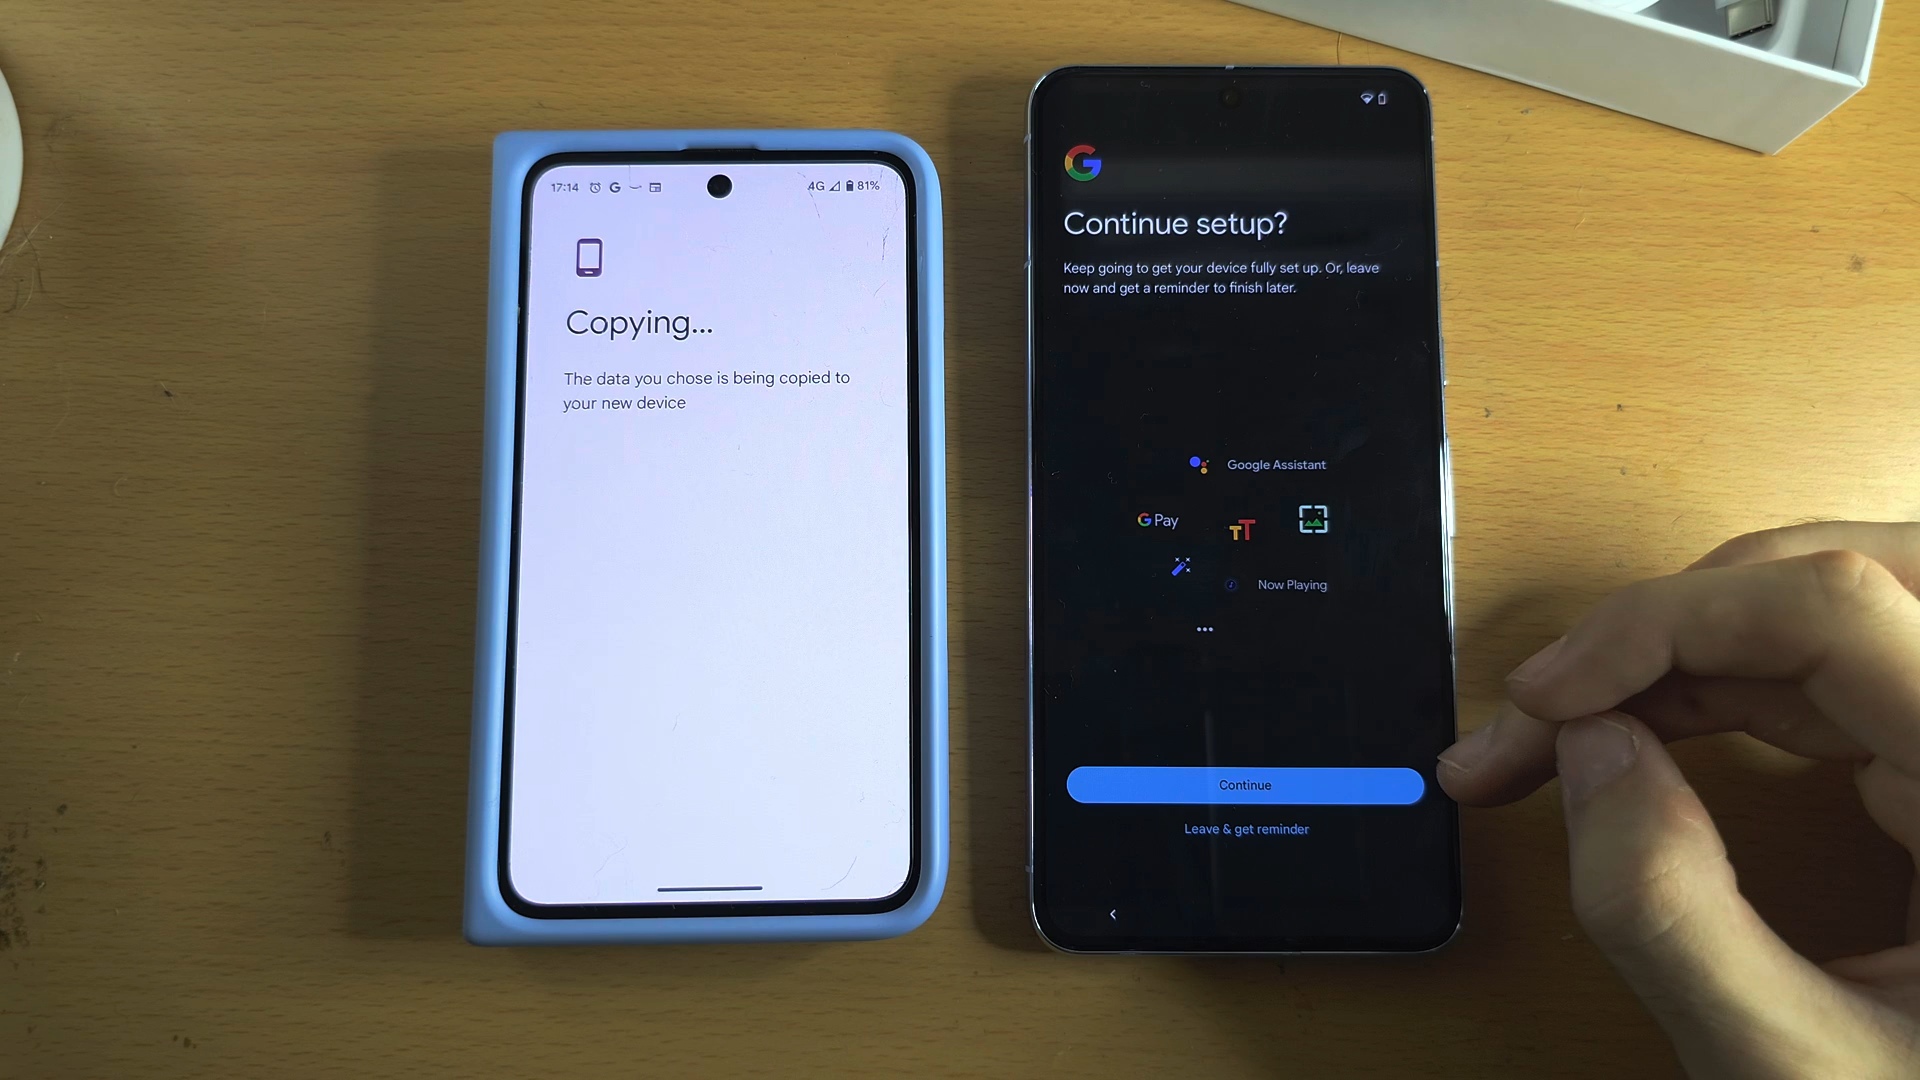 17:14 G 4G 81%
Copying...
The data you chose is being copied to
your new device
G
Continue setup?
Keep going to get your device fully set up. Or, leave
now and get a reminder to finish later.
Google Assistant
G Pay
TT
Now Playing
...
Continue
Leave & get reminder